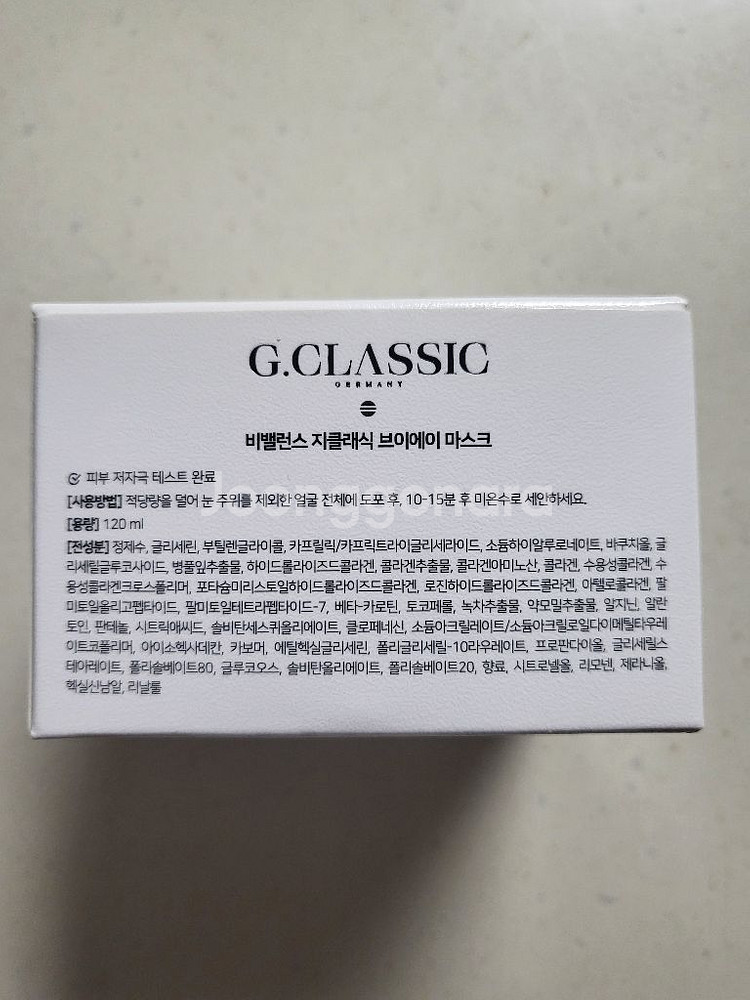 G.CLASSIC
GERMANY
비밸런스 지클래식 브이에이 마스크
피부 저자극 테스트 완료
[사용방법] 적당량을 덜어 눈 주위를 제외한 얼굴 전체에 도포 후, 10-15분 후 미온수로 세안하세요.
Joonggonara
[용량] 120 ml
[전성분] 정제수, 글리세린, 부틸렌글라이콜, 카프릴릭/카프릭트라이글리세라이드, 소듐하이알루로네이트, 바쿠치올, 글
리세릴글루코사이드, 병풀잎추출물, 하이드롤라이즈드콜라겐, 콜라겐추출물, 콜라겐아미노산, 콜라겐, 수용성콜라겐, 수
용성콜라겐크로스폴리머, 포타슘미리스토일하이드롤라이즈드콜라겐, 로진하이드롤라이즈드콜라겐, 아텔로콜라겐, 팔
미토일올리고펩타이드, 팔미토일테트라펩타이드-7, 베타-카로틴, 토코페롤, 녹차추출물, 악모밀추출물, 알지닌, 알란
토인, 판테놀, 시트릭애씨드, 솔비탄세스퀴올리에이트, 클로페네신, 소듐아크릴레이트/소듐아크릴로일다이메틸타우레
이트코폴리머, 아이소헥사데칸, 카보머, 에틸헥실글리세린, 폴리글리세릴-10라우레이트, 프로판다이올, 글리세릴스
테아레이트, 폴리솔베이트80, 글루코오스, 솔비탄올리에이트, 폴리솔베이트20, 향료, 시트로넬올, 리모넨, 제라니올,
헥실신남알, 리날룰